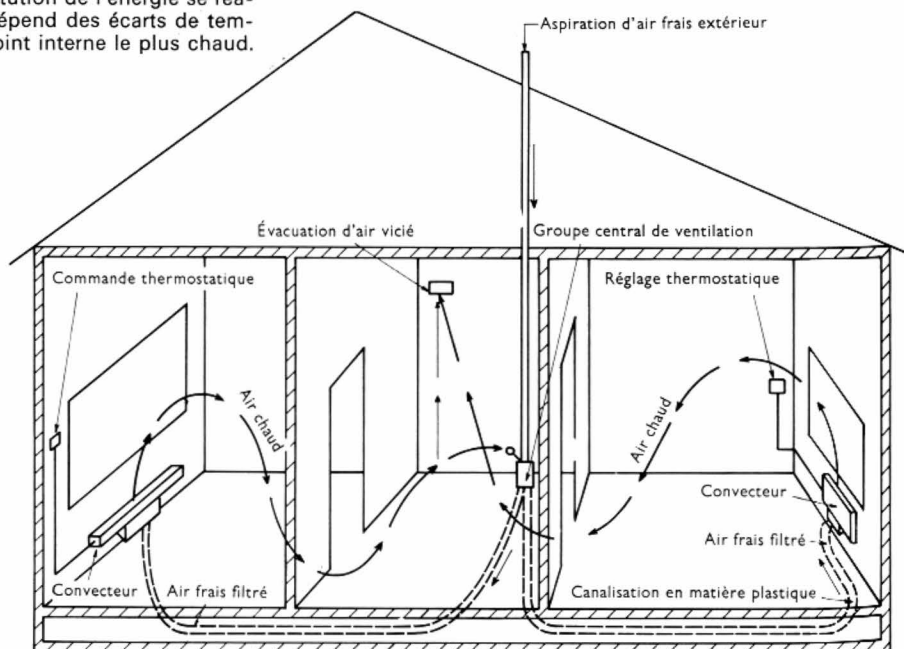 tution de l'énergie se réa-
épend des écarts de tem-
oint interne le plus chaud.
Aspiration d'air frais extérieur
Évacuation d'air vicié
Groupe central de ventilation
Commande thermostatique
Réglage thermostatique
Air chaud
Air chaud
Convecteur
Air frais filtré
Convecteur
Air frais filtré
Canalisation en matière plastique